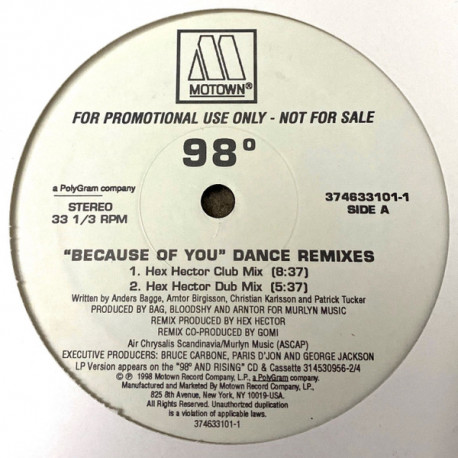 MOTOWN®
FOR PROMOTIONAL USE ONLY - NOT FOR SALE
98°
a PolyGram company
STEREO
33 1/3 RPM
374633101-1
SIDE A
"BECAUSE OF YOU" DANCE REMIXES
1. Hex Hector Club Mix (8:37)
2. Hex Hector Dub Mix (5:37)
Written by Anders Bagge, Arntor Birgisson, Christian Karlsson and Patrick Tucker
PRODUCED BY BAG, BLOODSHY AND ARNTOR FOR MURLYN MUSIC
REMIX PRODUCED BY HEX HECTOR
REMIX CO-PRODUCED BY GOMI
Air Chrysalis Scandinavia/Murlyn Music (ASCAP)
EXECUTIVE PRODUCERS: BRUCE CARBONE, PARIS D'JON AND GEORGE JACKSON
LP Version appears on the "98° AND RISING" CD & Cassette 314530956-2/4
© ℗ 1998 Motown Record Company, L.P., a PolyGram company.
Manufactured and Marketed By Motown Record Company, L.P.,
825 8th Avenue, New York, NY 10019-USA.
All Rights Reserved. Unauthorized duplication
is a violation of applicable laws.
374633101-1